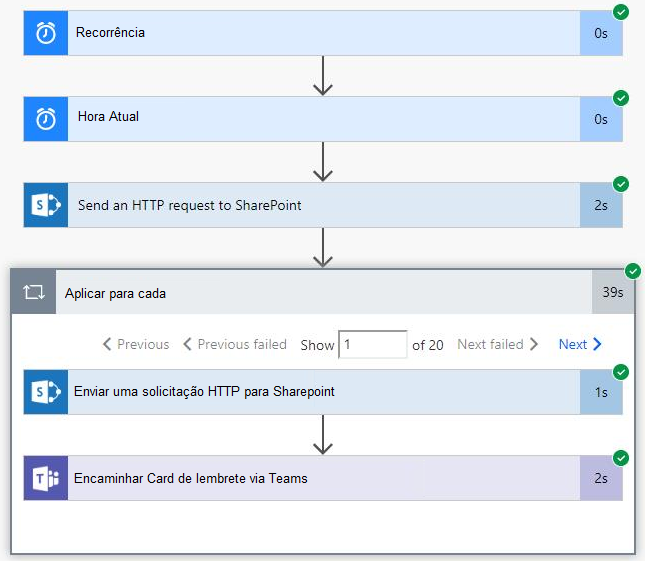 Recorrência 0s
Hora Atual 0s
Send an HTTP request to SharePoint 2s
Aplicar para cada 39s
Previous Previous failed Show 1 of 20 Next failed Next
Enviar uma solicitação HTTP para Sharepoint 1s
Encaminhar Card de lembrete via Teams 2s